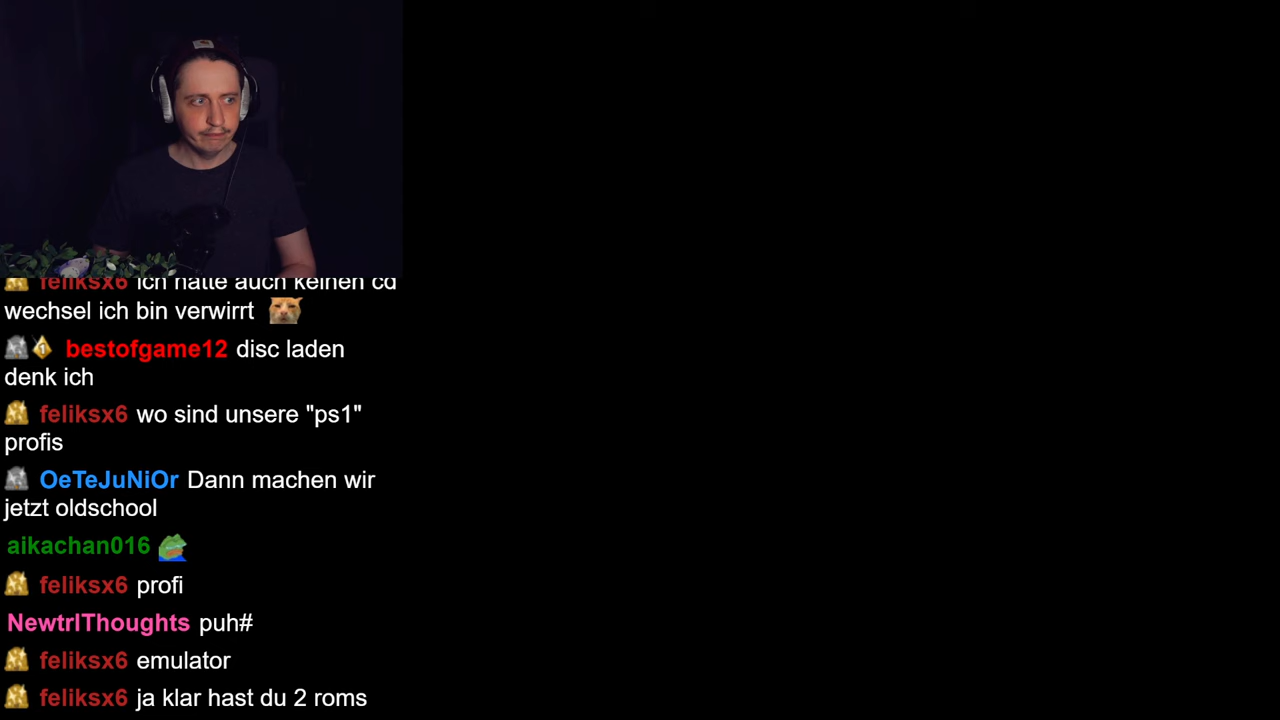 feliksx6 ich hatte auch keinen cd
wechsel ich bin verwirrt
bestofgame12 disc laden
denk ich
feliksx6 wo sind unsere "ps1"
profis
OeTeJuNiOr Dann machen wir
jetzt oldschool
aikachan016
feliksx6 profi
NewtrlThoughts puh#
feliksx6 emulator
feliksx6 ja klar hast du 2 roms